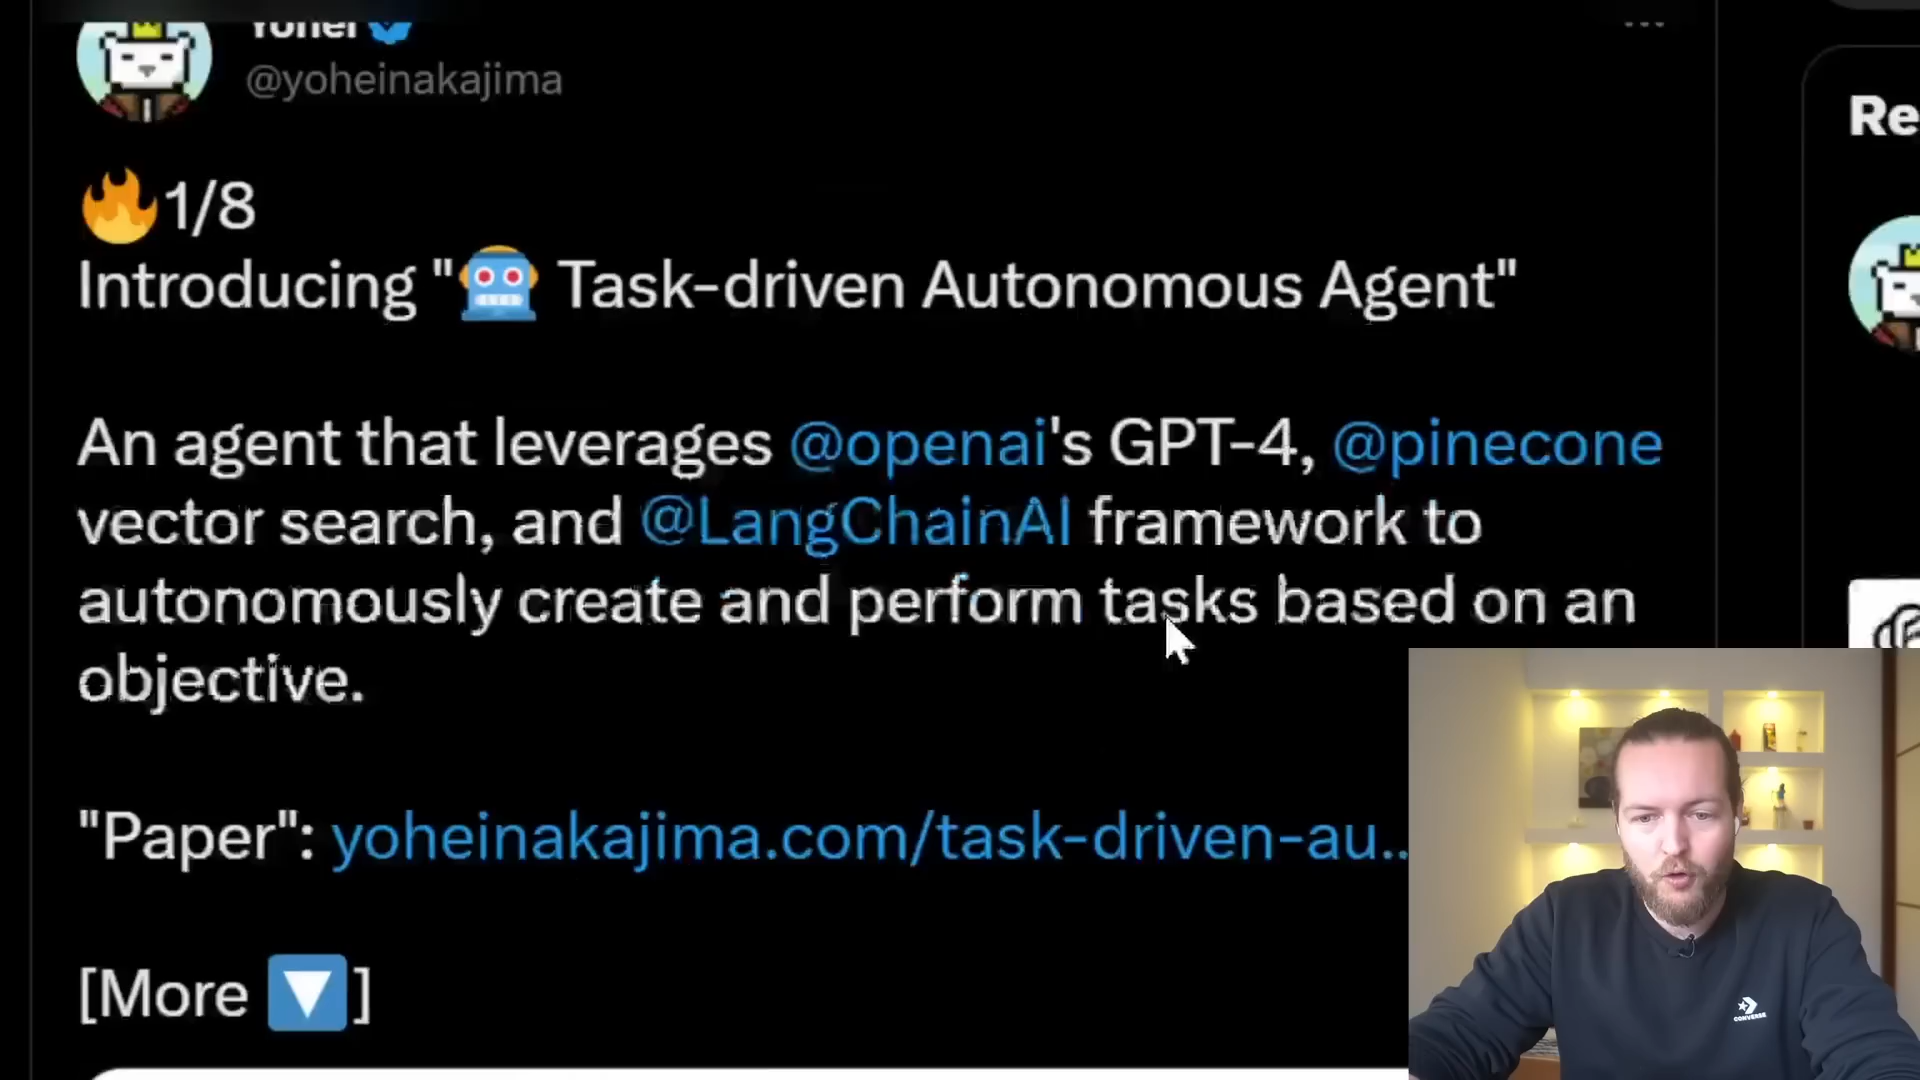 Yohei
@yoheinakajima
🔥1/8
Introducing "🤖 Task-driven Autonomous Agent"
An agent that leverages @openai's GPT-4, @pinecone
vector search, and @LangChainAI framework to
autonomously create and perform tasks based on an
objective.
"Paper": yoheinakajima.com/task-driven-au..
[More 🔽]
Re
CONVERSE